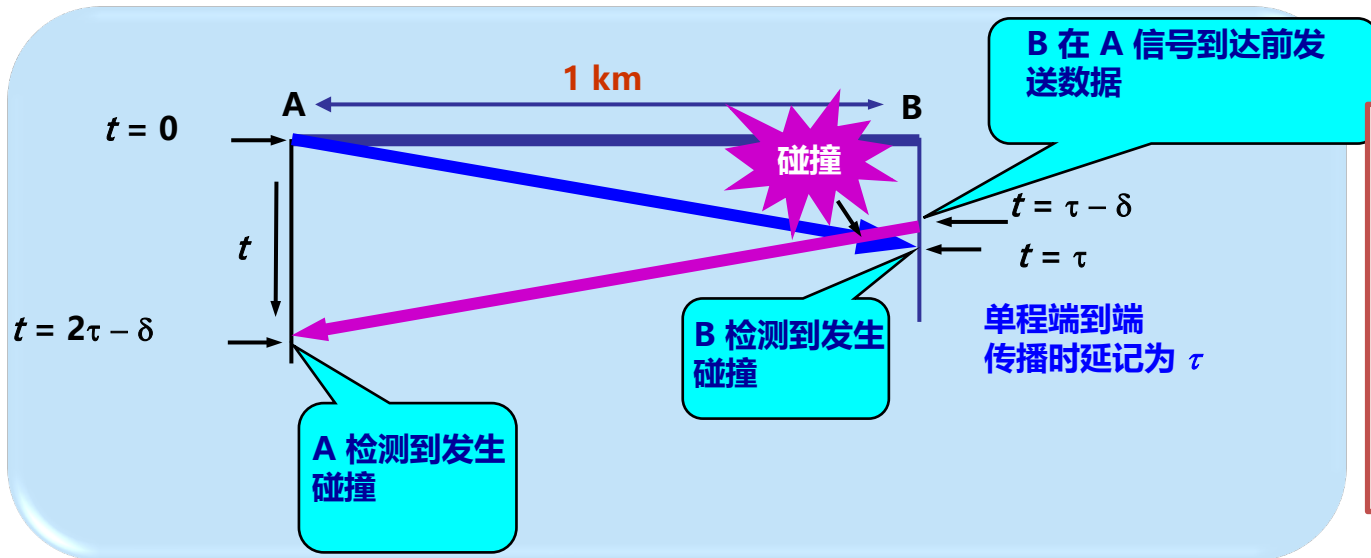 B 在 A 信号到达前发
送数据
1 km
A
B
t = 0
碰撞
t = τ – δ
t
t = τ
t = 2τ – δ
B 检测到发生
碰撞
单程端到端
传播时延记为 τ
A 检测到发生
碰撞